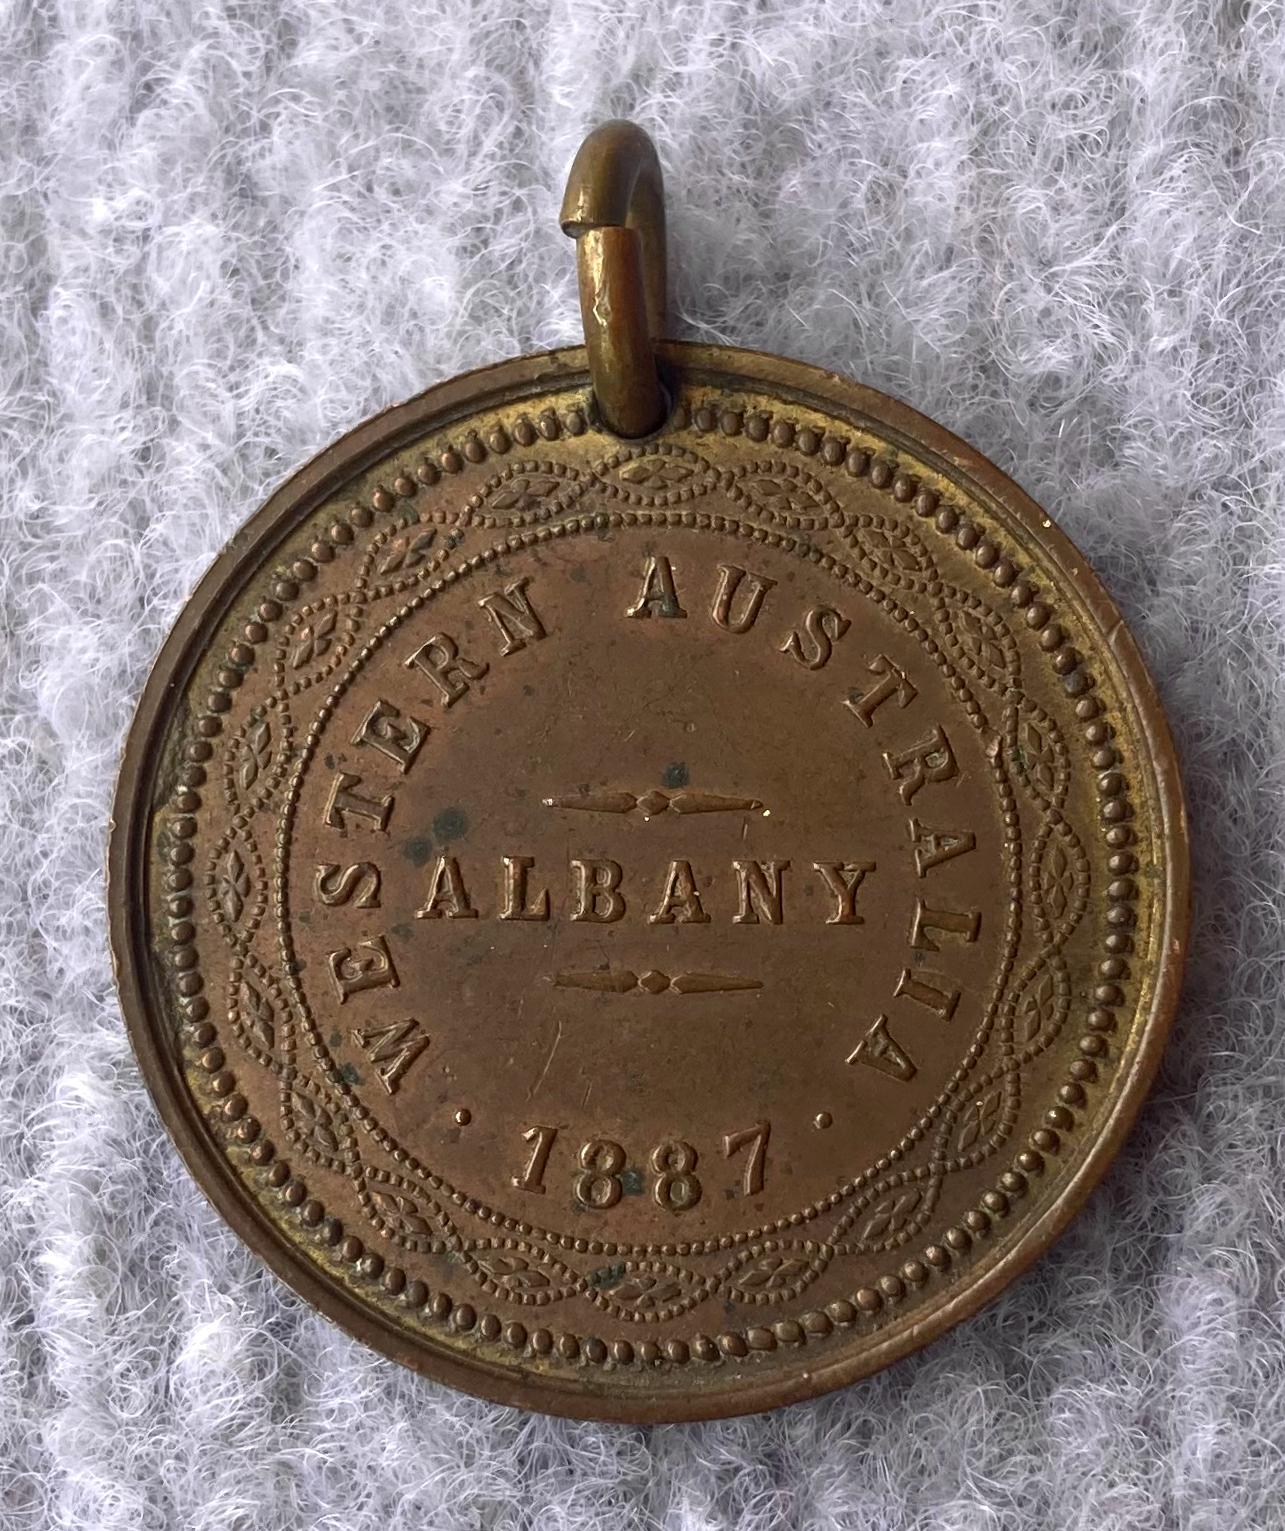 WESTERN AUSTRALIA
ALBANY
· 1887 ·